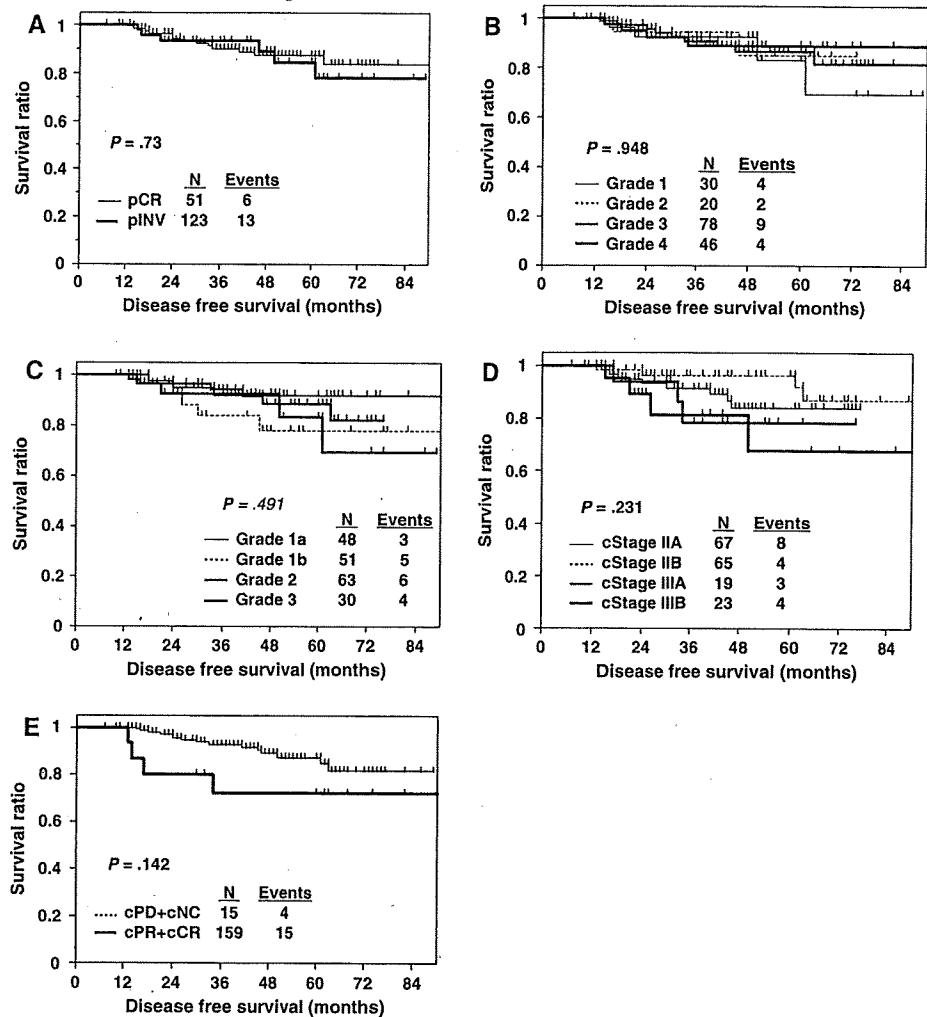 A
1
0.8
0.6
0.4
0.2
0
Survival ratio
P = .73
N Events
pCR 51 6
pINV 123 13
0 12 24 36 48 60 72 84
Disease free survival (months)
B
1
0.8
0.6
0.4
0.2
0
Survival ratio
P = .948
N Events
Grade 1 30 4
Grade 2 20 2
Grade 3 78 9
Grade 4 46 4
0 12 24 36 48 60 72 84
Disease free survival (months)
C
1
0.8
0.6
0.4
0.2
0
Survival ratio
P = .491
N Events
Grade 1a 48 3
Grade 1b 51 5
Grade 2 63 6
Grade 3 30 4
0 12 24 36 48 60 72 84
Disease free survival (months)
D
1
0.8
0.6
0.4
0.2
0
Survival ratio
P = .231
N Events
cStage IIA 67 8
cStage IIB 65 4
cStage IIIA 19 3
cStage IIIB 23 4
0 12 24 36 48 60 72 84
Disease free survival (months)
E
1
0.8
0.6
0.4
0.2
0
Survival ratio
P = .142
N Events
cPD+cNC 15 4
cPR+cCR 159 15
0 12 24 36 48 60 72 84
Disease free survival (months)